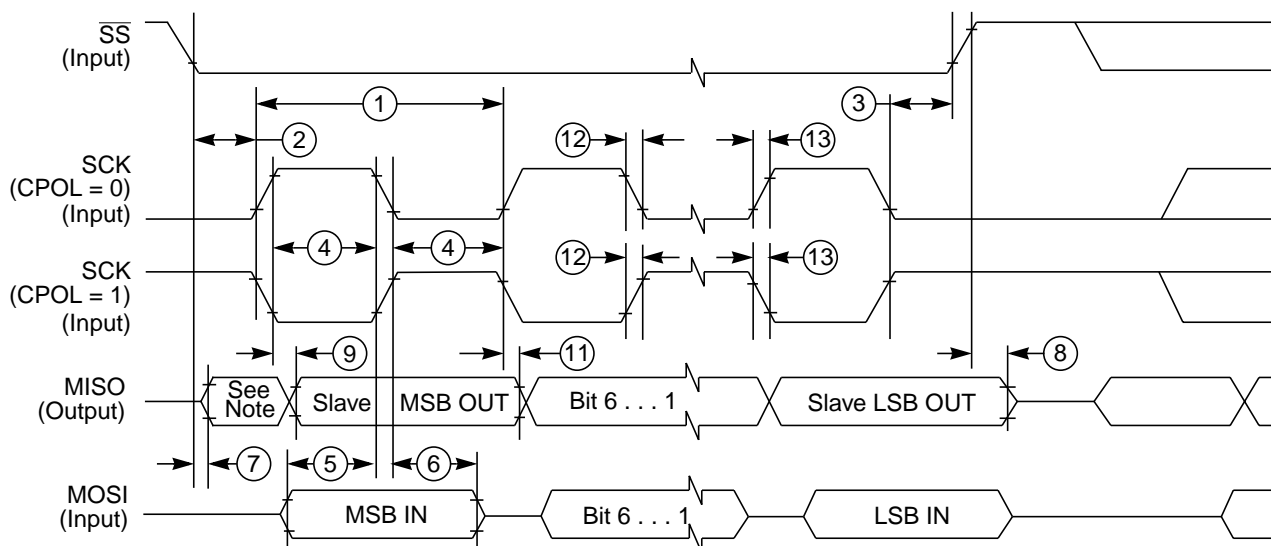 SS
(Input)
1
3
2
12
13
SCK
(CPOL = 0)
(Input)
4
4
SCK
(CPOL = 1)
(Input)
12
13
9
11
8
MISO
(Output)
See
Note
Slave
MSB OUT
Bit 6 . . . 1
Slave LSB OUT
7
5
6
MOSI
(Input)
MSB IN
Bit 6 . . . 1
LSB IN